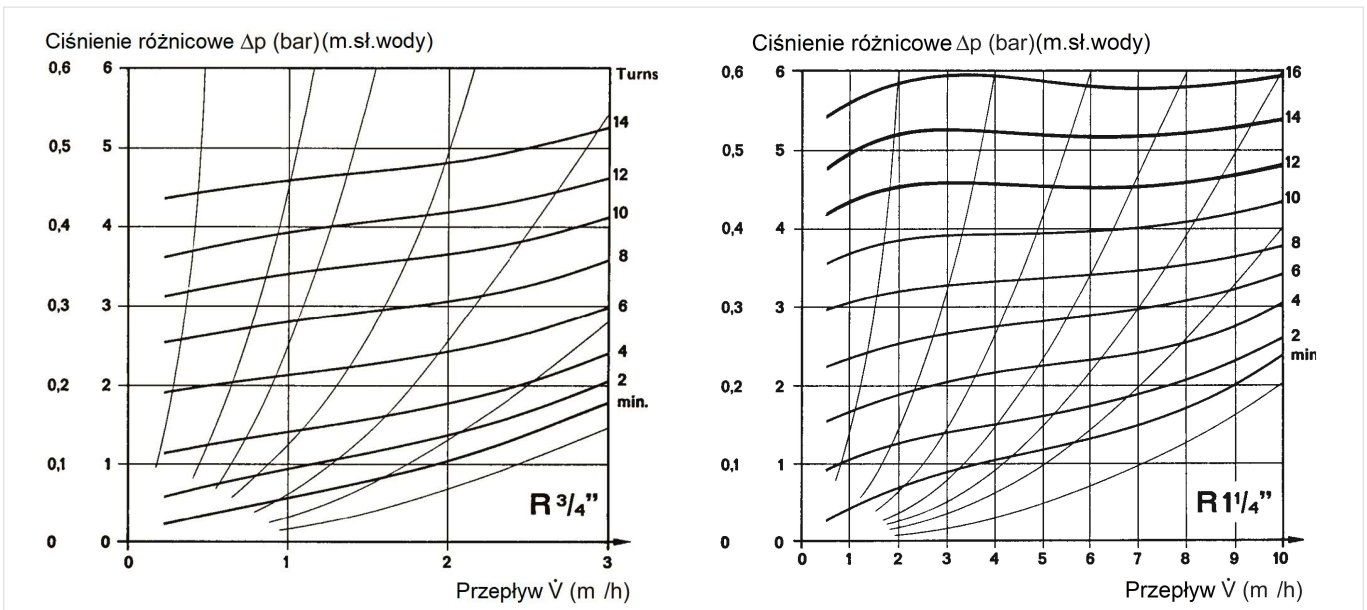 Ciśnienie różnicowe Δp (bar)(m.sł.wody)
0,6 6
Turns
14
0,5 5
12
10
0,4 4
8
0,3 3
6
4
0,2 2
2
min.
0,1 1
R 3/4”
0 0
0 1 2 3
Przepływ V̇ (m /h)
Ciśnienie różnicowe Δp (bar)(m.sł.wody)
0,6 6
16
14
0,5 5
12
10
0,4 4
8
6
0,3 3
4
2
min
0,2 2
0,1 1
R 1 1/4”
0 0
0 1 2 3 4 5 6 7 8 9 10
Przepływ V̇ (m /h)